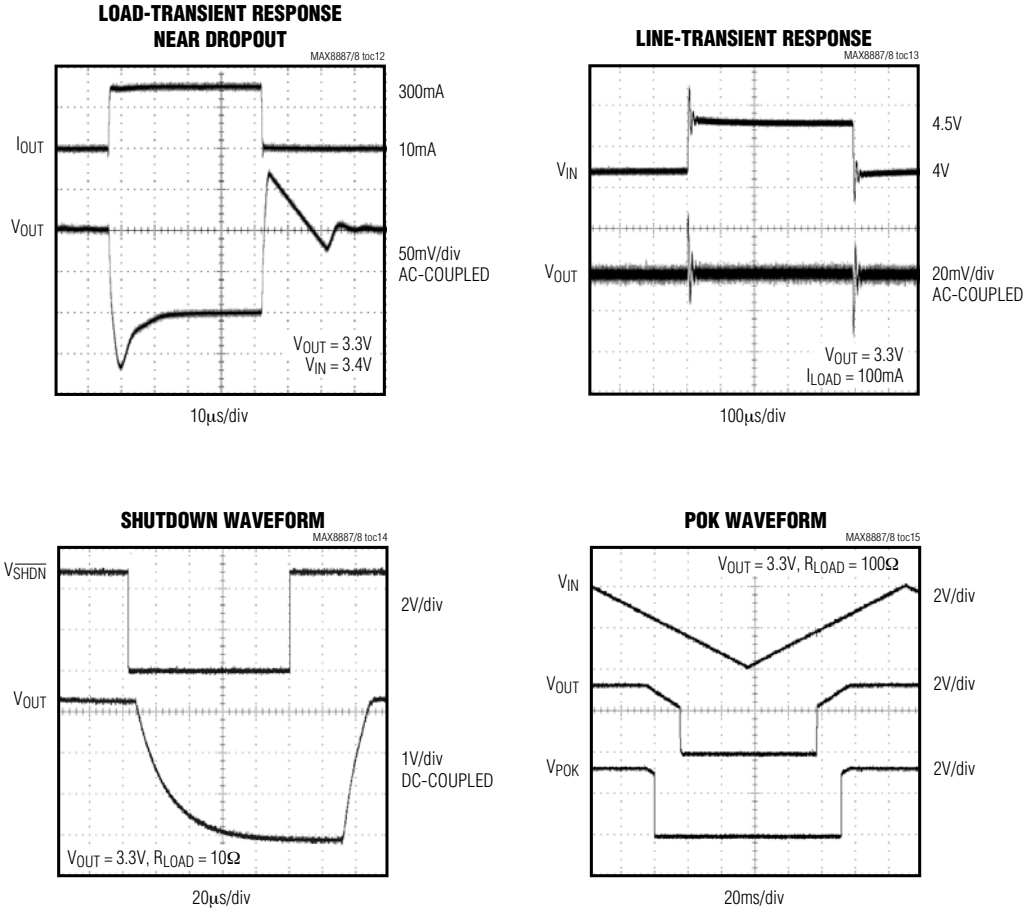 LOAD-TRANSIENT RESPONSE
NEAR DROPOUT
MAX8887/8 toc12
300mA
IOUT
10mA
VOUT
50mV/div
AC-COUPLED
VOUT = 3.3V
VIN = 3.4V
10μs/div
LINE-TRANSIENT RESPONSE
MAX8887/8 toc13
4.5V
VIN
4V
VOUT
20mV/div
AC-COUPLED
VOUT = 3.3V
ILOAD = 100mA
100μs/div
SHUTDOWN WAVEFORM
MAX8887/8 toc14
VSHDN
2V/div
VOUT
1V/div
DC-COUPLED
VOUT = 3.3V, RLOAD = 10Ω
20μs/div
POK WAVEFORM
MAX8887/8 toc15
VOUT = 3.3V, RLOAD = 100Ω
VIN
2V/div
VOUT
2V/div
VPOK
2V/div
20ms/div